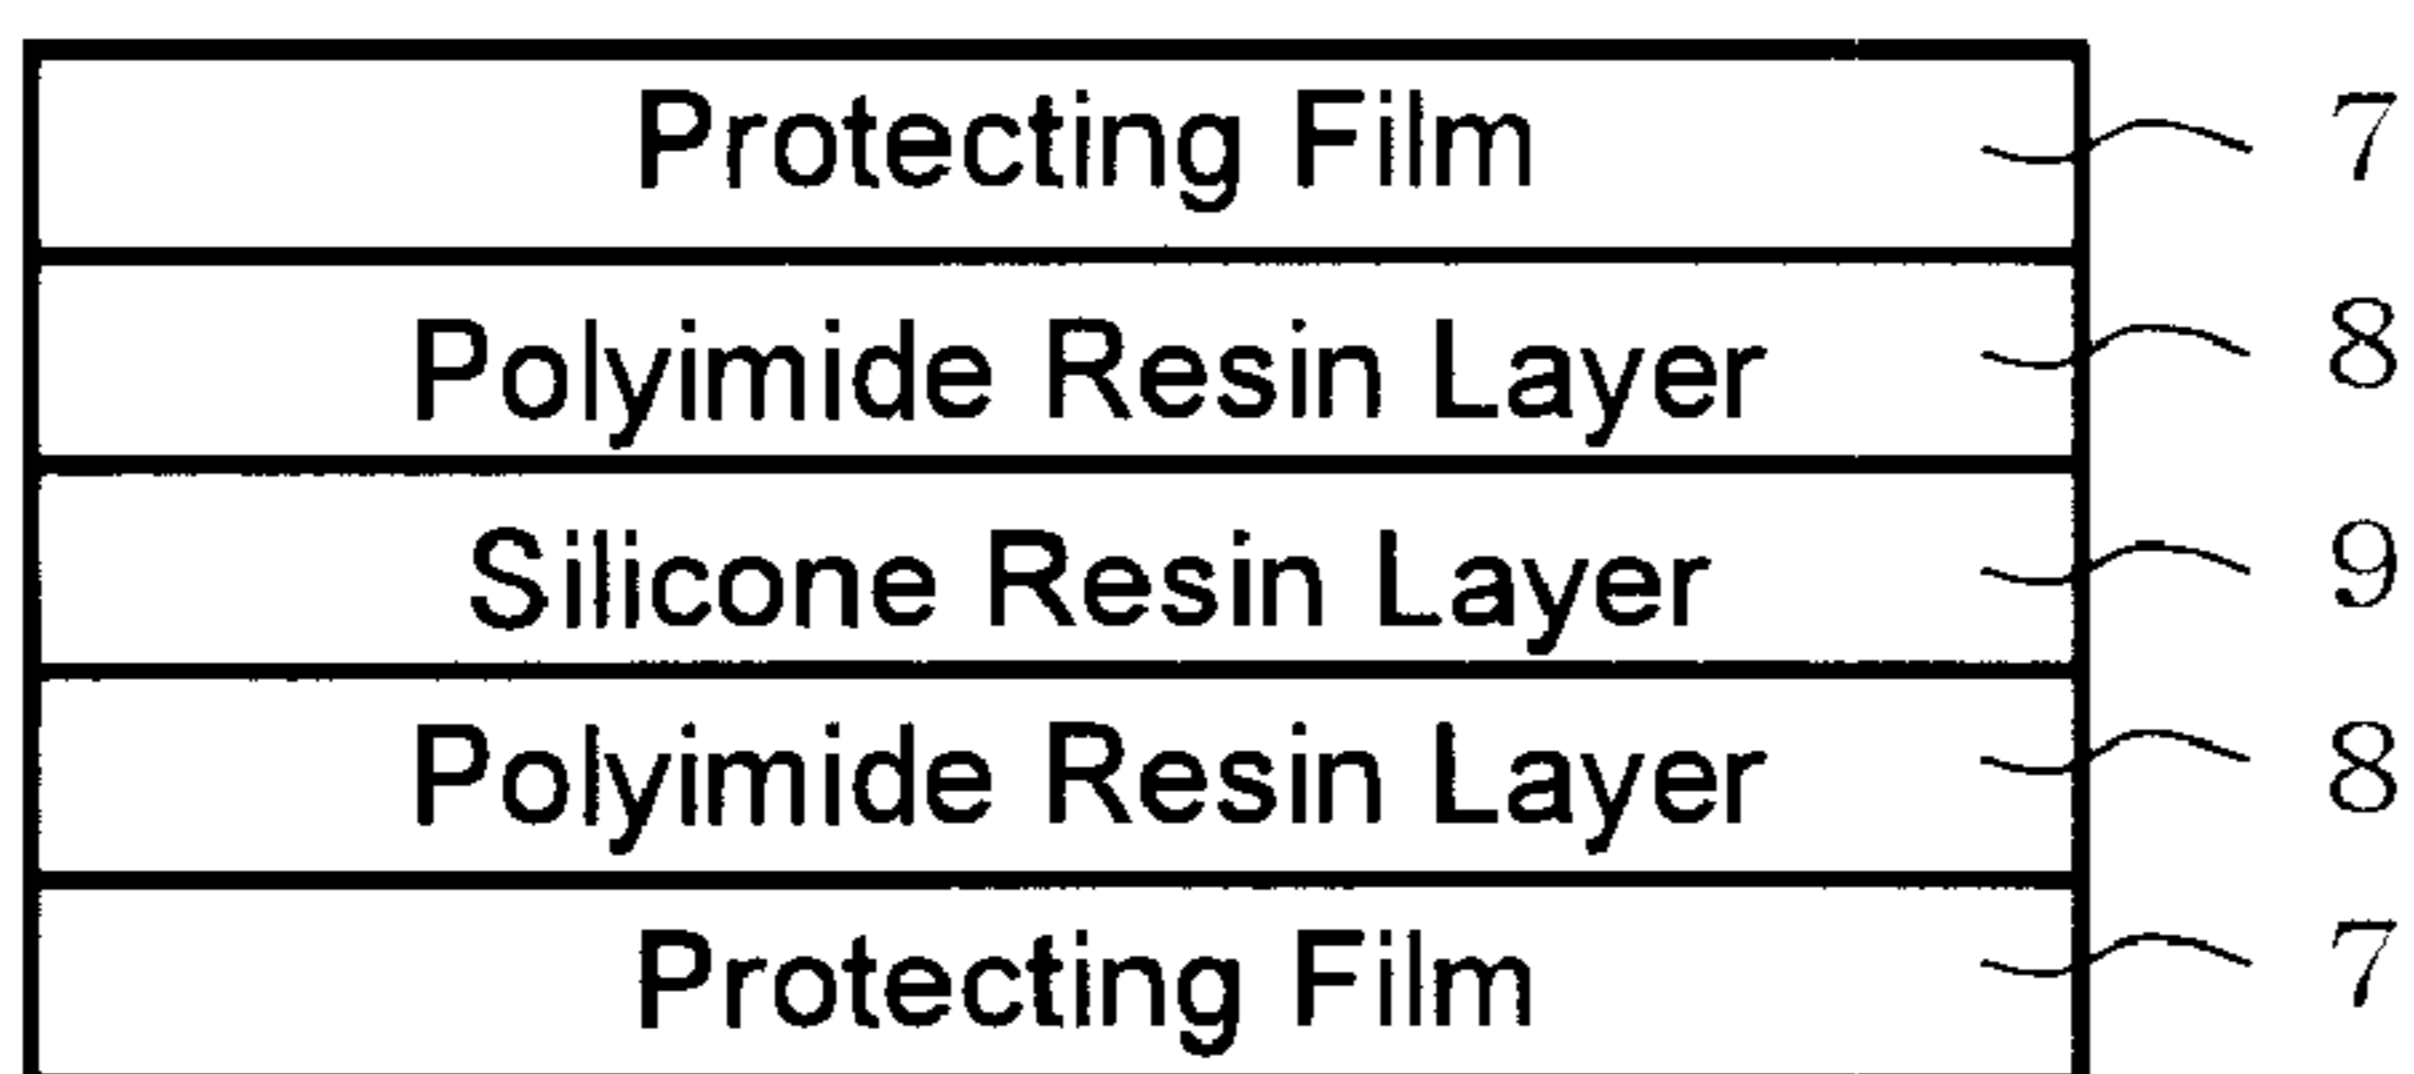 Protecting Film 7
Polyimide Resin Layer 8
Silicone Resin Layer 9
Polyimide Resin Layer 8
Protecting Film 7